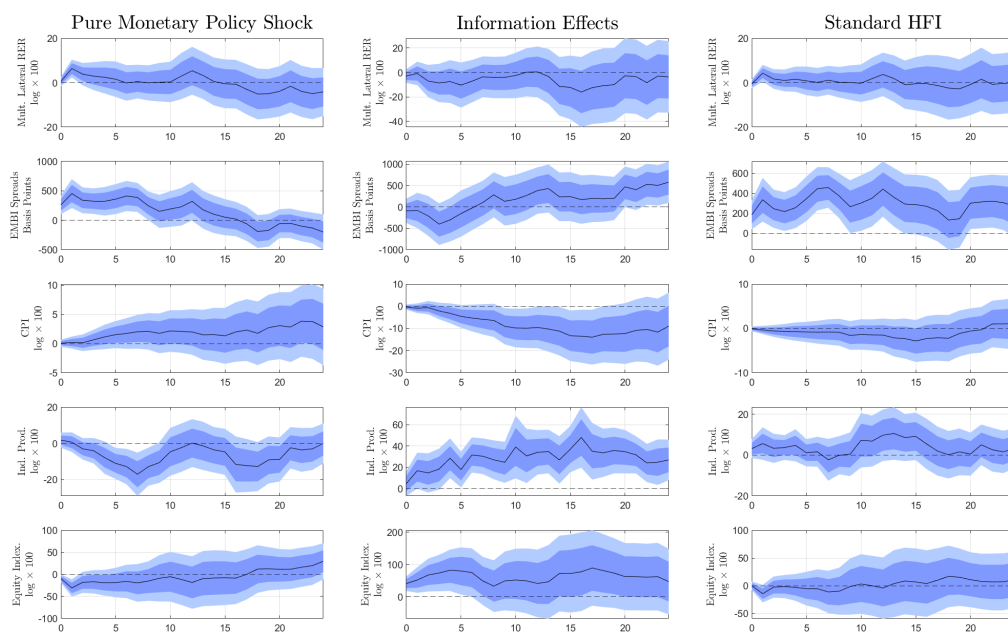 Pure Monetary Policy Shock Information Effects Standard HFI
Mult. Lateral RER
log × 100
20
0
-20
0 5 10 15 20
Mult. Lateral RER
log × 100
20
0
-20
-40
0 5 10 15 20
Mult. Lateral RER
log × 100
20
0
-20
0 5 10 15 20
EMBI Spreads
Basis Points
1000
500
0
-500
0 5 10 15 20
EMBI Spreads
Basis Points
1000
500
0
-500
-1000
0 5 10 15 20
EMBI Spreads
Basis Points
600
400
200
0
0 5 10 15 20
CPI
log × 100
10
5
0
-5
0 5 10 15 20
CPI
log × 100
10
0
-10
-20
-30
0 5 10 15 20
CPI
log × 100
10
0
-10
0 5 10 15 20
Ind. Prod.
log × 100
0
-20
0 5 10 15 20
Ind. Prod.
log × 100
60
40
20
0
0 5 10 15 20
Ind. Prod.
log × 100
20
0
-20
0 5 10 15 20
Equity Index.
log × 100
100
50
0
-50
-100
0 5 10 15 20
Equity Index.
log × 100
200
100
0
0 5 10 15 20
Equity Index.
log × 100
100
50
0
-50
0 5 10 15 20